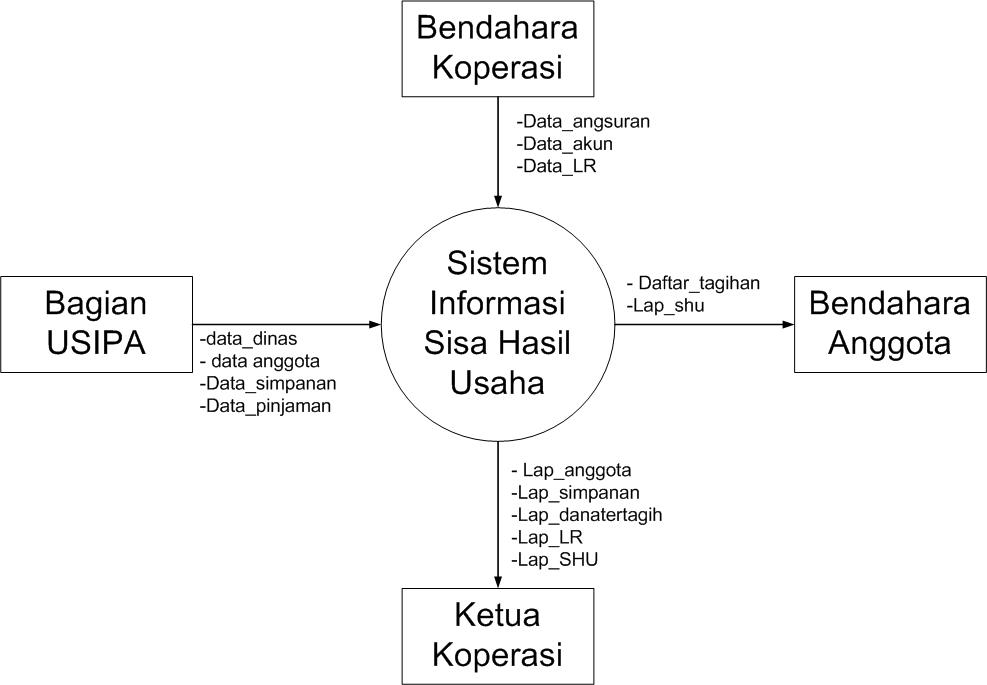 Bendahara
Koperasi
-Data_angsuran
-Data_akun
-Data_LR
Sistem
Informasi
Sisa Hasil
Usaha
Bagian
USIPA
-data_dinas
- data anggota
-Data_simpanan
-Data_pinjaman
- Daftar_tagihan
-Lap_shu
Bendahara
Anggota
- Lap_anggota
-Lap_simpanan
-Lap_danatertagih
-Lap_LR
-Lap_SHU
Ketua
Koperasi